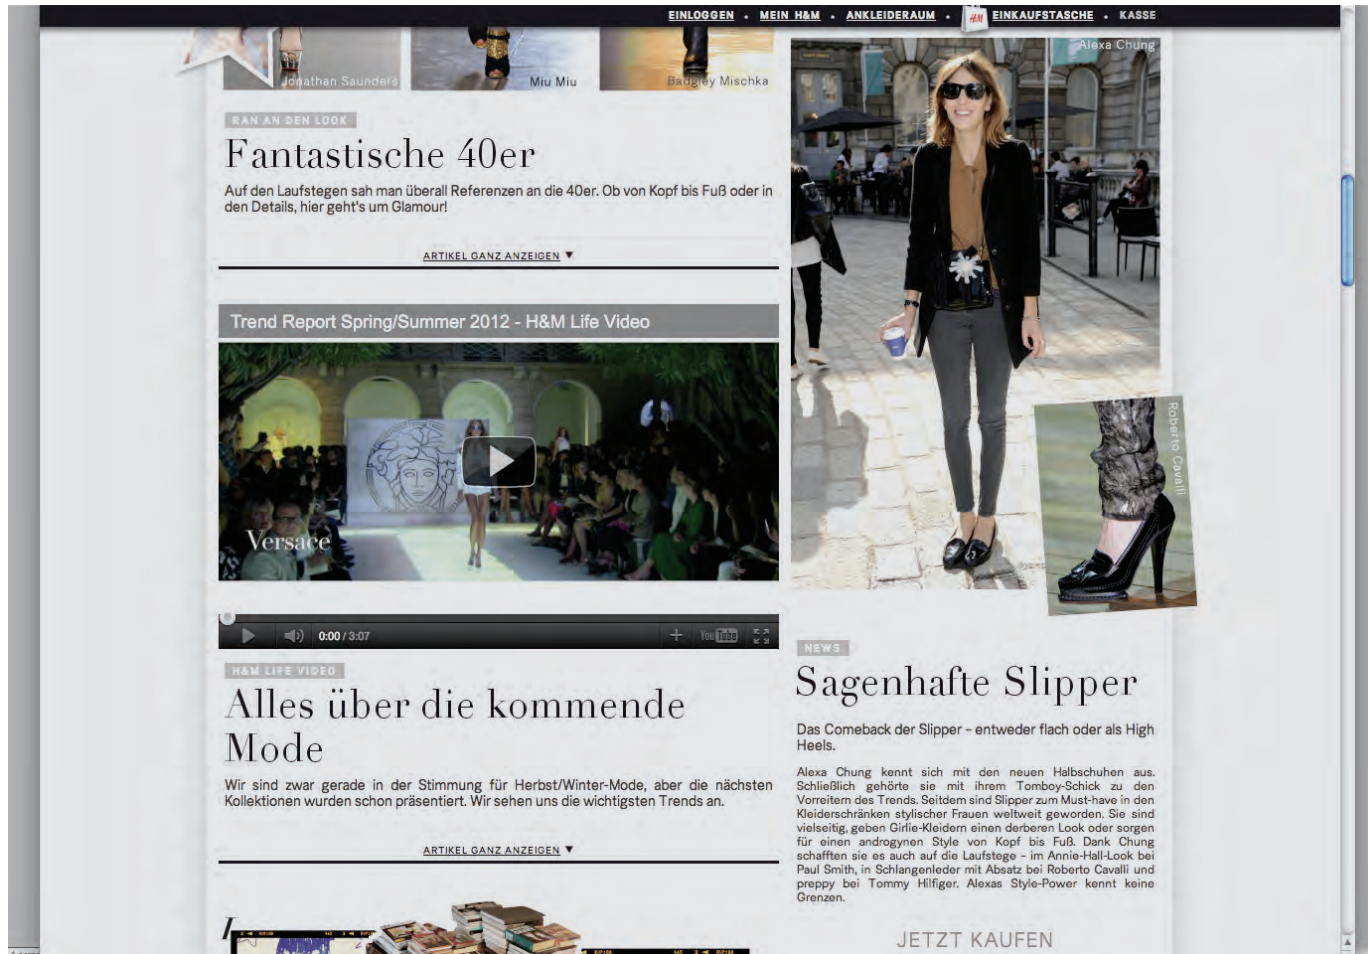 EINLOGGEN • MEIN H&M • ANKLEIDERAUM • H&M EINKAUFSTASCHE • KASSE
Jonathan Saunders
Miu Miu
Badgley Mischka
RAN AN DEN LOOK
Fantastische 40er
Auf den Laufstegen sah man überall Referenzen an die 40er. Ob von Kopf bis Fuß oder in
den Details, hier geht's um Glamour!
ARTIKEL GANZ ANZEIGEN ▼
Trend Report Spring/Summer 2012 - H&M Life Video
Versace
0:00 / 3:07
YouTube
H&M LIFE VIDEO
Alles über die kommende
Mode
Wir sind zwar gerade in der Stimmung für Herbst/Winter-Mode, aber die nächsten
Kollektionen wurden schon präsentiert. Wir sehen uns die wichtigsten Trends an.
ARTIKEL GANZ ANZEIGEN ▼
Alexa Chung
Roberto Cavalli
NEWS
Sagenhafte Slipper
Das Comeback der Slipper – entweder flach oder als High
Heels.
Alexa Chung kennt sich mit den neuen Halbschuhen aus.
Schließlich gehörte sie mit ihrem Tomboy-Schick zu den
Vorreitern des Trends. Seitdem sind Slipper zum Must-have in den
Kleiderschränken stylischer Frauen weltweit geworden. Sie sind
vielseitig, geben Girlie-Kleidern einen derberen Look oder sorgen
für einen androgynen Style von Kopf bis Fuß. Dank Chung
schafften sie es auch auf die Laufstege – im Annie-Hall-Look bei
Paul Smith, in Schlangenleder mit Absatz bei Roberto Cavalli und
preppy bei Tommy Hilfiger. Alexas Style-Power kennt keine
Grenzen.
JETZT KAUFEN